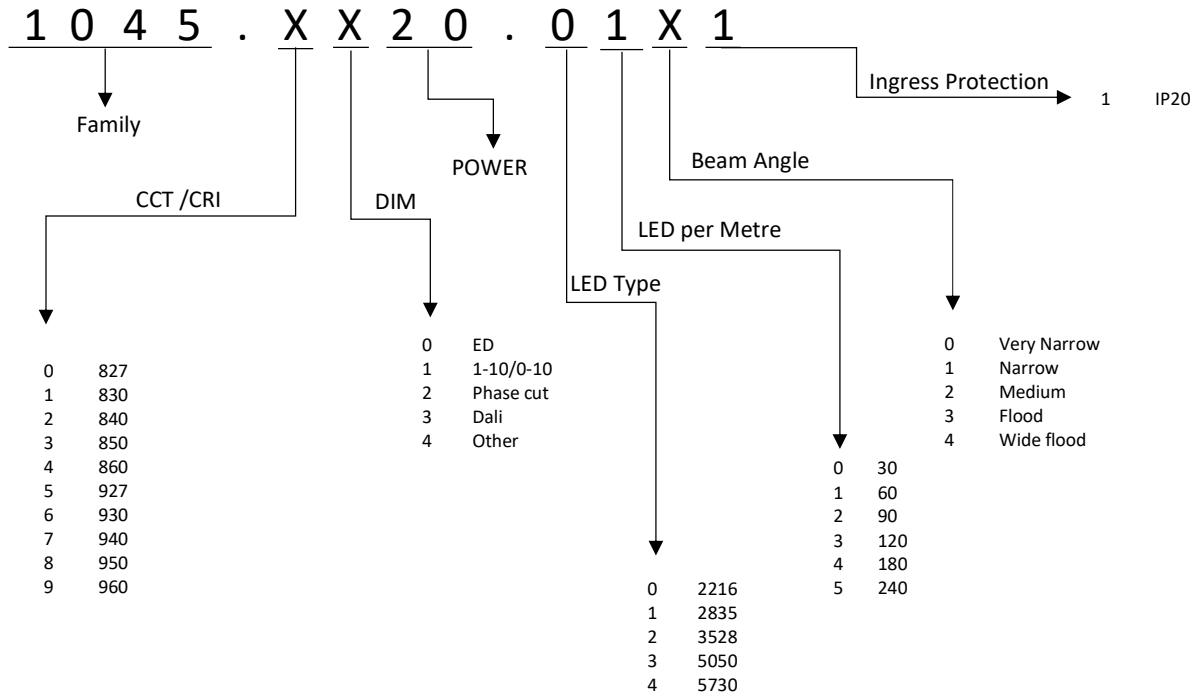 1 0 4 5 . X X 2 0 . 0 1 X 1
Ingress Protection
1 IP20
Family
POWER
Beam Angle
CCT /CRI
DIM
LED per Metre
LED Type
0 827
1 830
2 840
3 850
4 860
5 927
6 930
7 940
8 950
9 960
0 ED
1 1-10/0-10
2 Phase cut
3 Dali
4 Other
0 2216
1 2835
2 3528
3 5050
4 5730
0 30
1 60
2 90
3 120
4 180
5 240
0 Very Narrow
1 Narrow
2 Medium
3 Flood
4 Wide flood